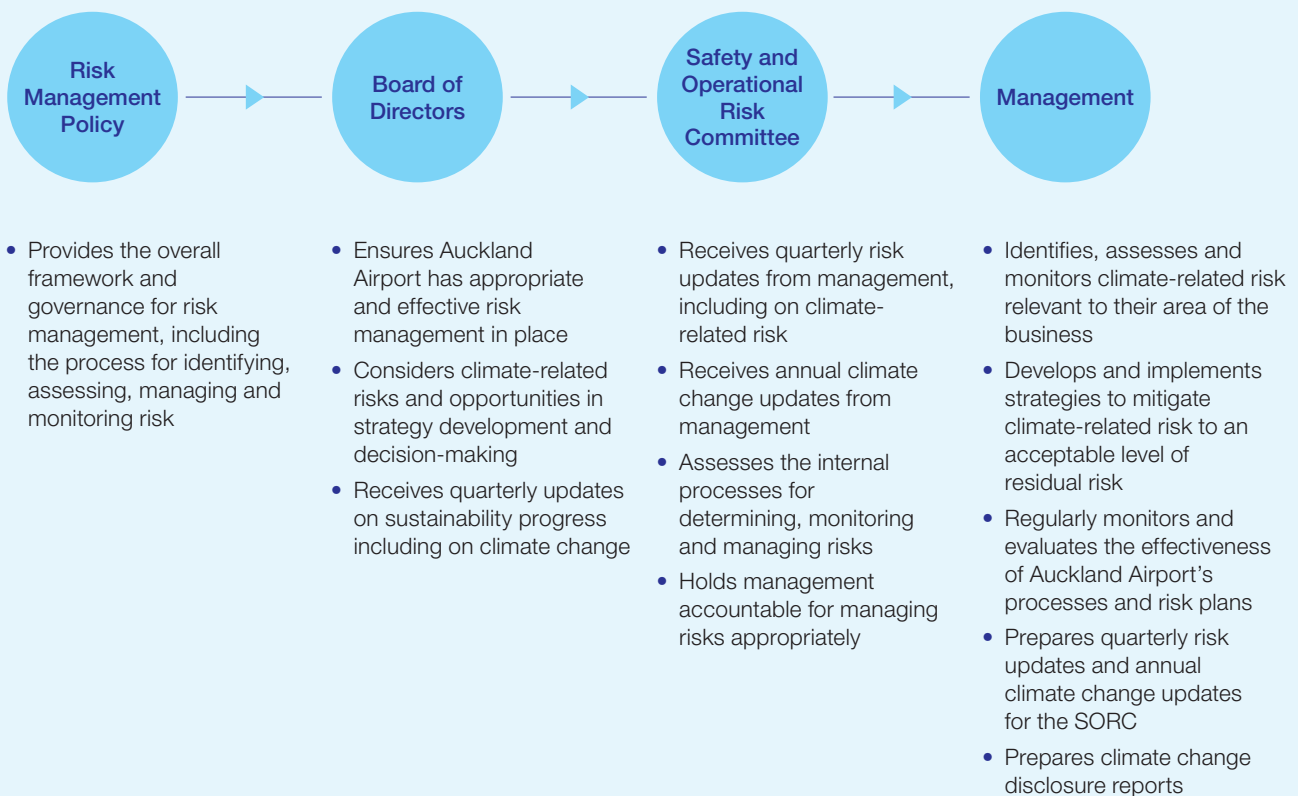 Risk
Management
Policy
Board of
Directors
Safety and
Operational
Risk
Committee
Management
• Provides the overall
framework and
governance for risk
management, including
the process for identifying,
assessing, managing and
monitoring risk
• Ensures Auckland
Airport has appropriate
and effective risk
management in place
• Considers climate-related
risks and opportunities in
strategy development and
decision-making
• Receives quarterly updates
on sustainability progress
including on climate change
• Receives quarterly risk
updates from management,
including on climate-
related risk
• Receives annual climate
change updates from
management
• Assesses the internal
processes for
determining, monitoring
and managing risks
• Holds management
accountable for managing
risks appropriately
• Identifies, assesses and
monitors climate-related risk
relevant to their area of the
business
• Develops and implements
strategies to mitigate
climate-related risk to an
acceptable level of
residual risk
• Regularly monitors and
evaluates the effectiveness
of Auckland Airport’s
processes and risk plans
• Prepares quarterly risk
updates and annual
climate change updates
for the SORC
• Prepares climate change
disclosure reports